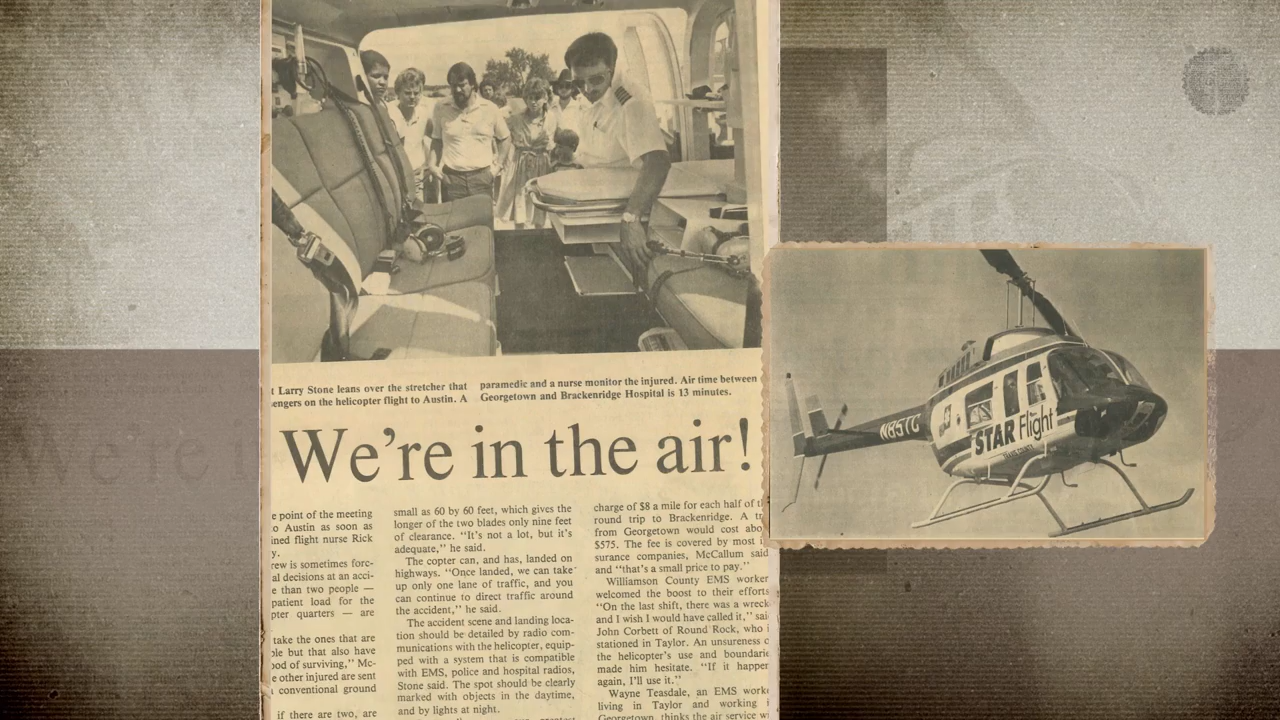 t Larry Stone leans over the stretcher that
engers on the helicopter flight to Austin. A
paramedic and a nurse monitor the injured. Air time between
Georgetown and Brackenridge Hospital is 13 minutes.
We're in the air!
e point of the meeting
o Austin as soon as
ined flight nurse Rick
y.
rew is sometimes forc-
al decisions at an acci-
e than two people —
patient load for the
pter quarters — are
take the ones that are
ble but that also have
ood of surviving,'' Mc-
e other injured are sent
a conventional ground
if there are two, are
small as 60 by 60 feet, which gives the
longer of the two blades only nine feet
of clearance. "It's not a lot, but it's
adequate," he said.
The copter can, and has, landed on
highways. "Once landed, we can take
up only one lane of traffic, and you
can continue to direct traffic around
the accident," he said.
The accident scene and landing loca-
tion should be detailed by radio com-
munications with the helicopter, equip-
ped with a system that is compatible
with EMS, police and hospital radios,
Stone said. The spot should be clearly
marked with objects in the daytime,
and by lights at night.
charge of $8 a mile for each half of t
round trip to Brackenridge. A tr
from Georgetown would cost abo
$575. The fee is covered by most i
surance companies, McCallum said
and "that's a small price to pay."
Williamson County EMS worker
welcomed the boost to their efforts
"On the last shift, there was a wreck
and I wish I would have called it," sai
John Corbett of Round Rock, who i
stationed in Taylor. An unsureness o
the helicopter's use and boundarie
made him hesitate. "If it happen
again, I'll use it."
Wayne Teasdale, an EMS worke
living in Taylor and working i
Georgetown, thinks the air service wi
N857C
STAR Flight
TRAVIS COUNTY